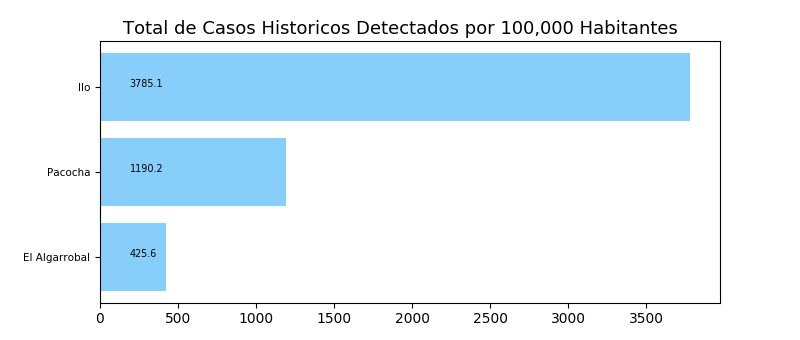 Total de Casos Historicos Detectados por 100,000 Habitantes
Ilo
3785.1
Pacocha
1190.2
El Algarrobal
425.6
0 500 1000 1500 2000 2500 3000 3500